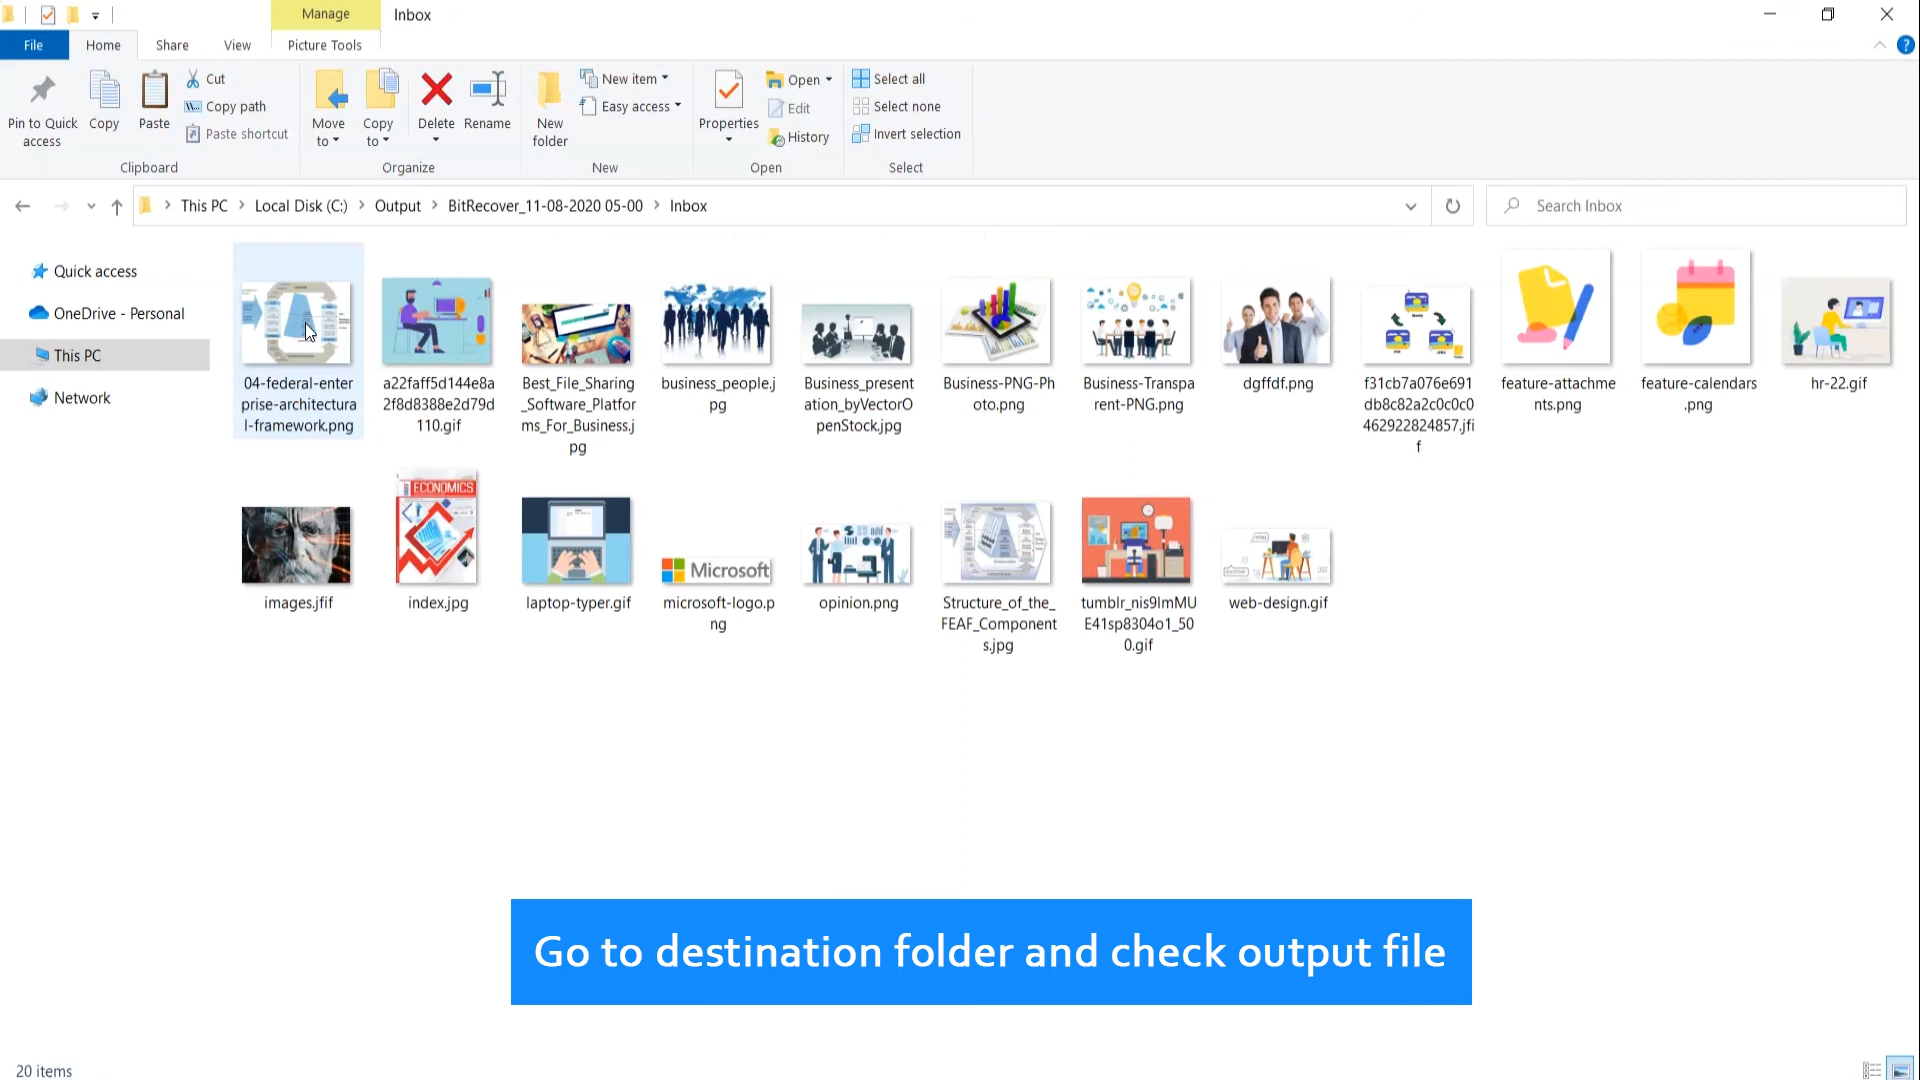 Manage
Inbox
File
Home
Share
View
Picture Tools
Pin to Quick
access
Copy
Paste
Cut
Copy path
Paste shortcut
Clipboard
Move
to
Copy
to
Delete
Rename
Organize
New
folder
New item
Easy access
New
Properties
Open
Edit
History
Open
Select all
Select none
Invert selection
Select
This PC
Local Disk (C:)
Output
BitRecover_11-08-2020 05-00
Inbox
Search Inbox
Quick access
OneDrive - Personal
This PC
Network
04-federal-enter
prise-architectura
l-framework.png
a22faff5d144e8a
2f8d8388e2d79d
110.gif
Best_File_Sharing
_Software_Platfor
ms_For_Business.j
pg
business_people.j
pg
Business_present
ation_byVectorO
penStock.jpg
Business-PNG-Ph
oto.png
Business-Transpa
rent-PNG.png
dgffdf.png
f31cb7a076e691
db8c82a2c0c0c0
462922824857.jfi
f
feature-attachme
nts.png
feature-calendars
.png
hr-22.gif
ECONOMICS
Microsoft
images.jfif
index.jpg
laptop-typer.gif
microsoft-logo.p
ng
opinion.png
Structure_of_the_
FEAF_Component
s.jpg
tumblr_nis9lmMU
E41sp8304o1_50
0.gif
web-design.gif
Go to destination folder and check output file
20 items